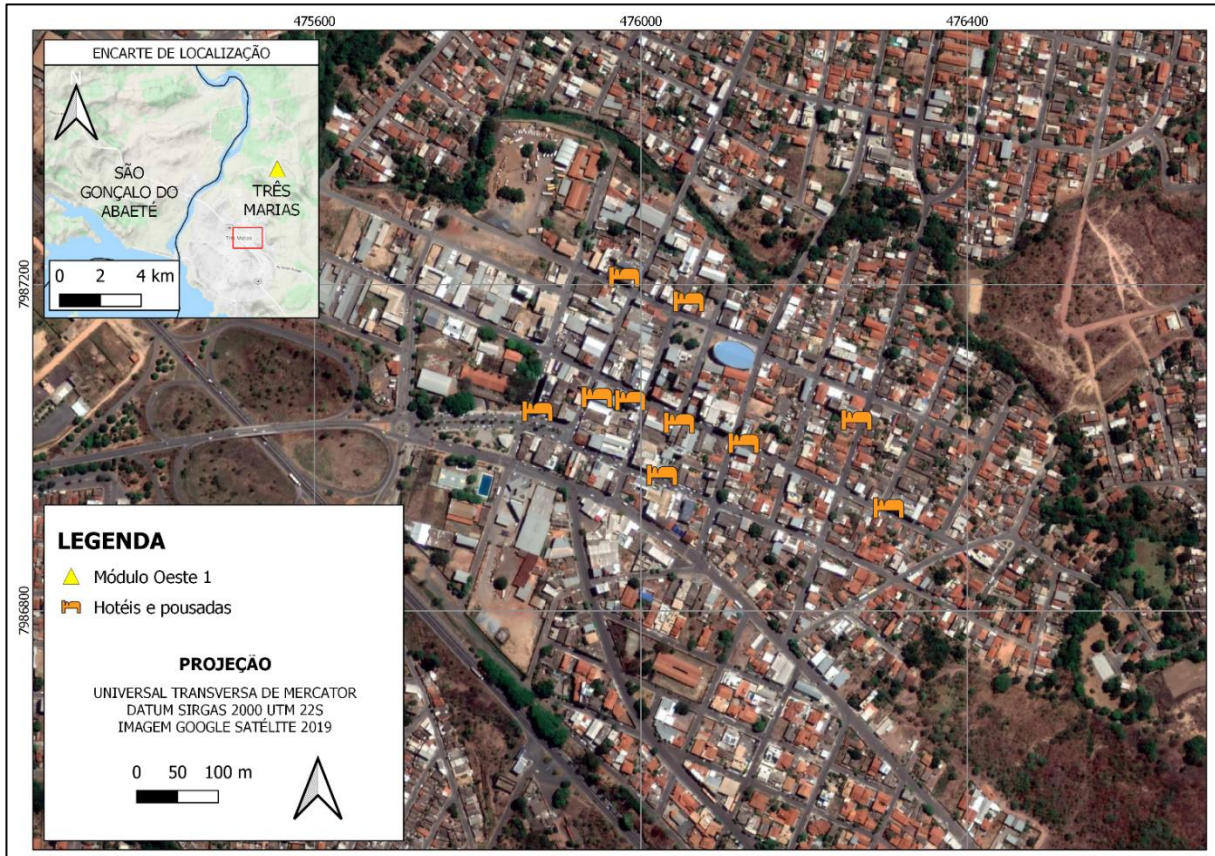 475600
476000
476400
ENCARTE DE LOCALIZAÇÃO
N
SÃO
GONÇALO DO
ABAETÉ
TRÊS
MARIAS
Três Marias
0 2 4 km
7987200
7986800
LEGENDA
Módulo Oeste 1
Hotéis e pousadas
PROJEÇÃO
UNIVERSAL TRANSVERSA DE MERCATOR
DATUM SIRGAS 2000 UTM 22S
IMAGEM GOOGLE SATÉLITE 2019
0 50 100 m